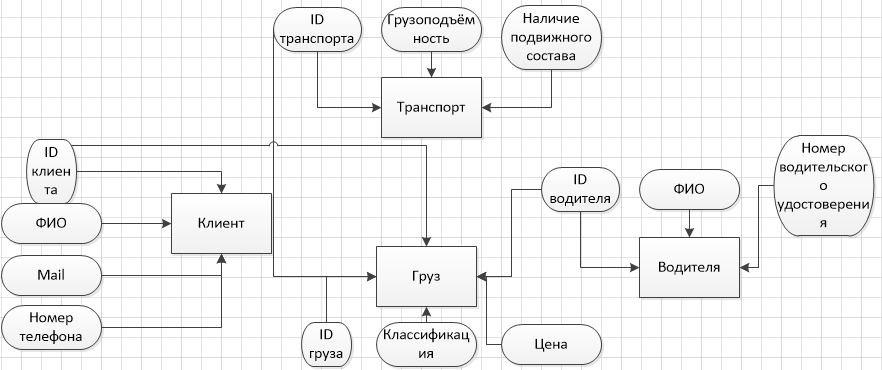 ID
транспорта
Грузоподъём
ность
Наличие
подвижного
состава
Транспорт
ID
клиен
та
ФИО
Mail
Номер
телефона
Клиент
ID
водителя
ФИО
Номер
водительског
о
удостоверени
я
Груз
Водителя
ID
груза
Классификац
ия
Цена